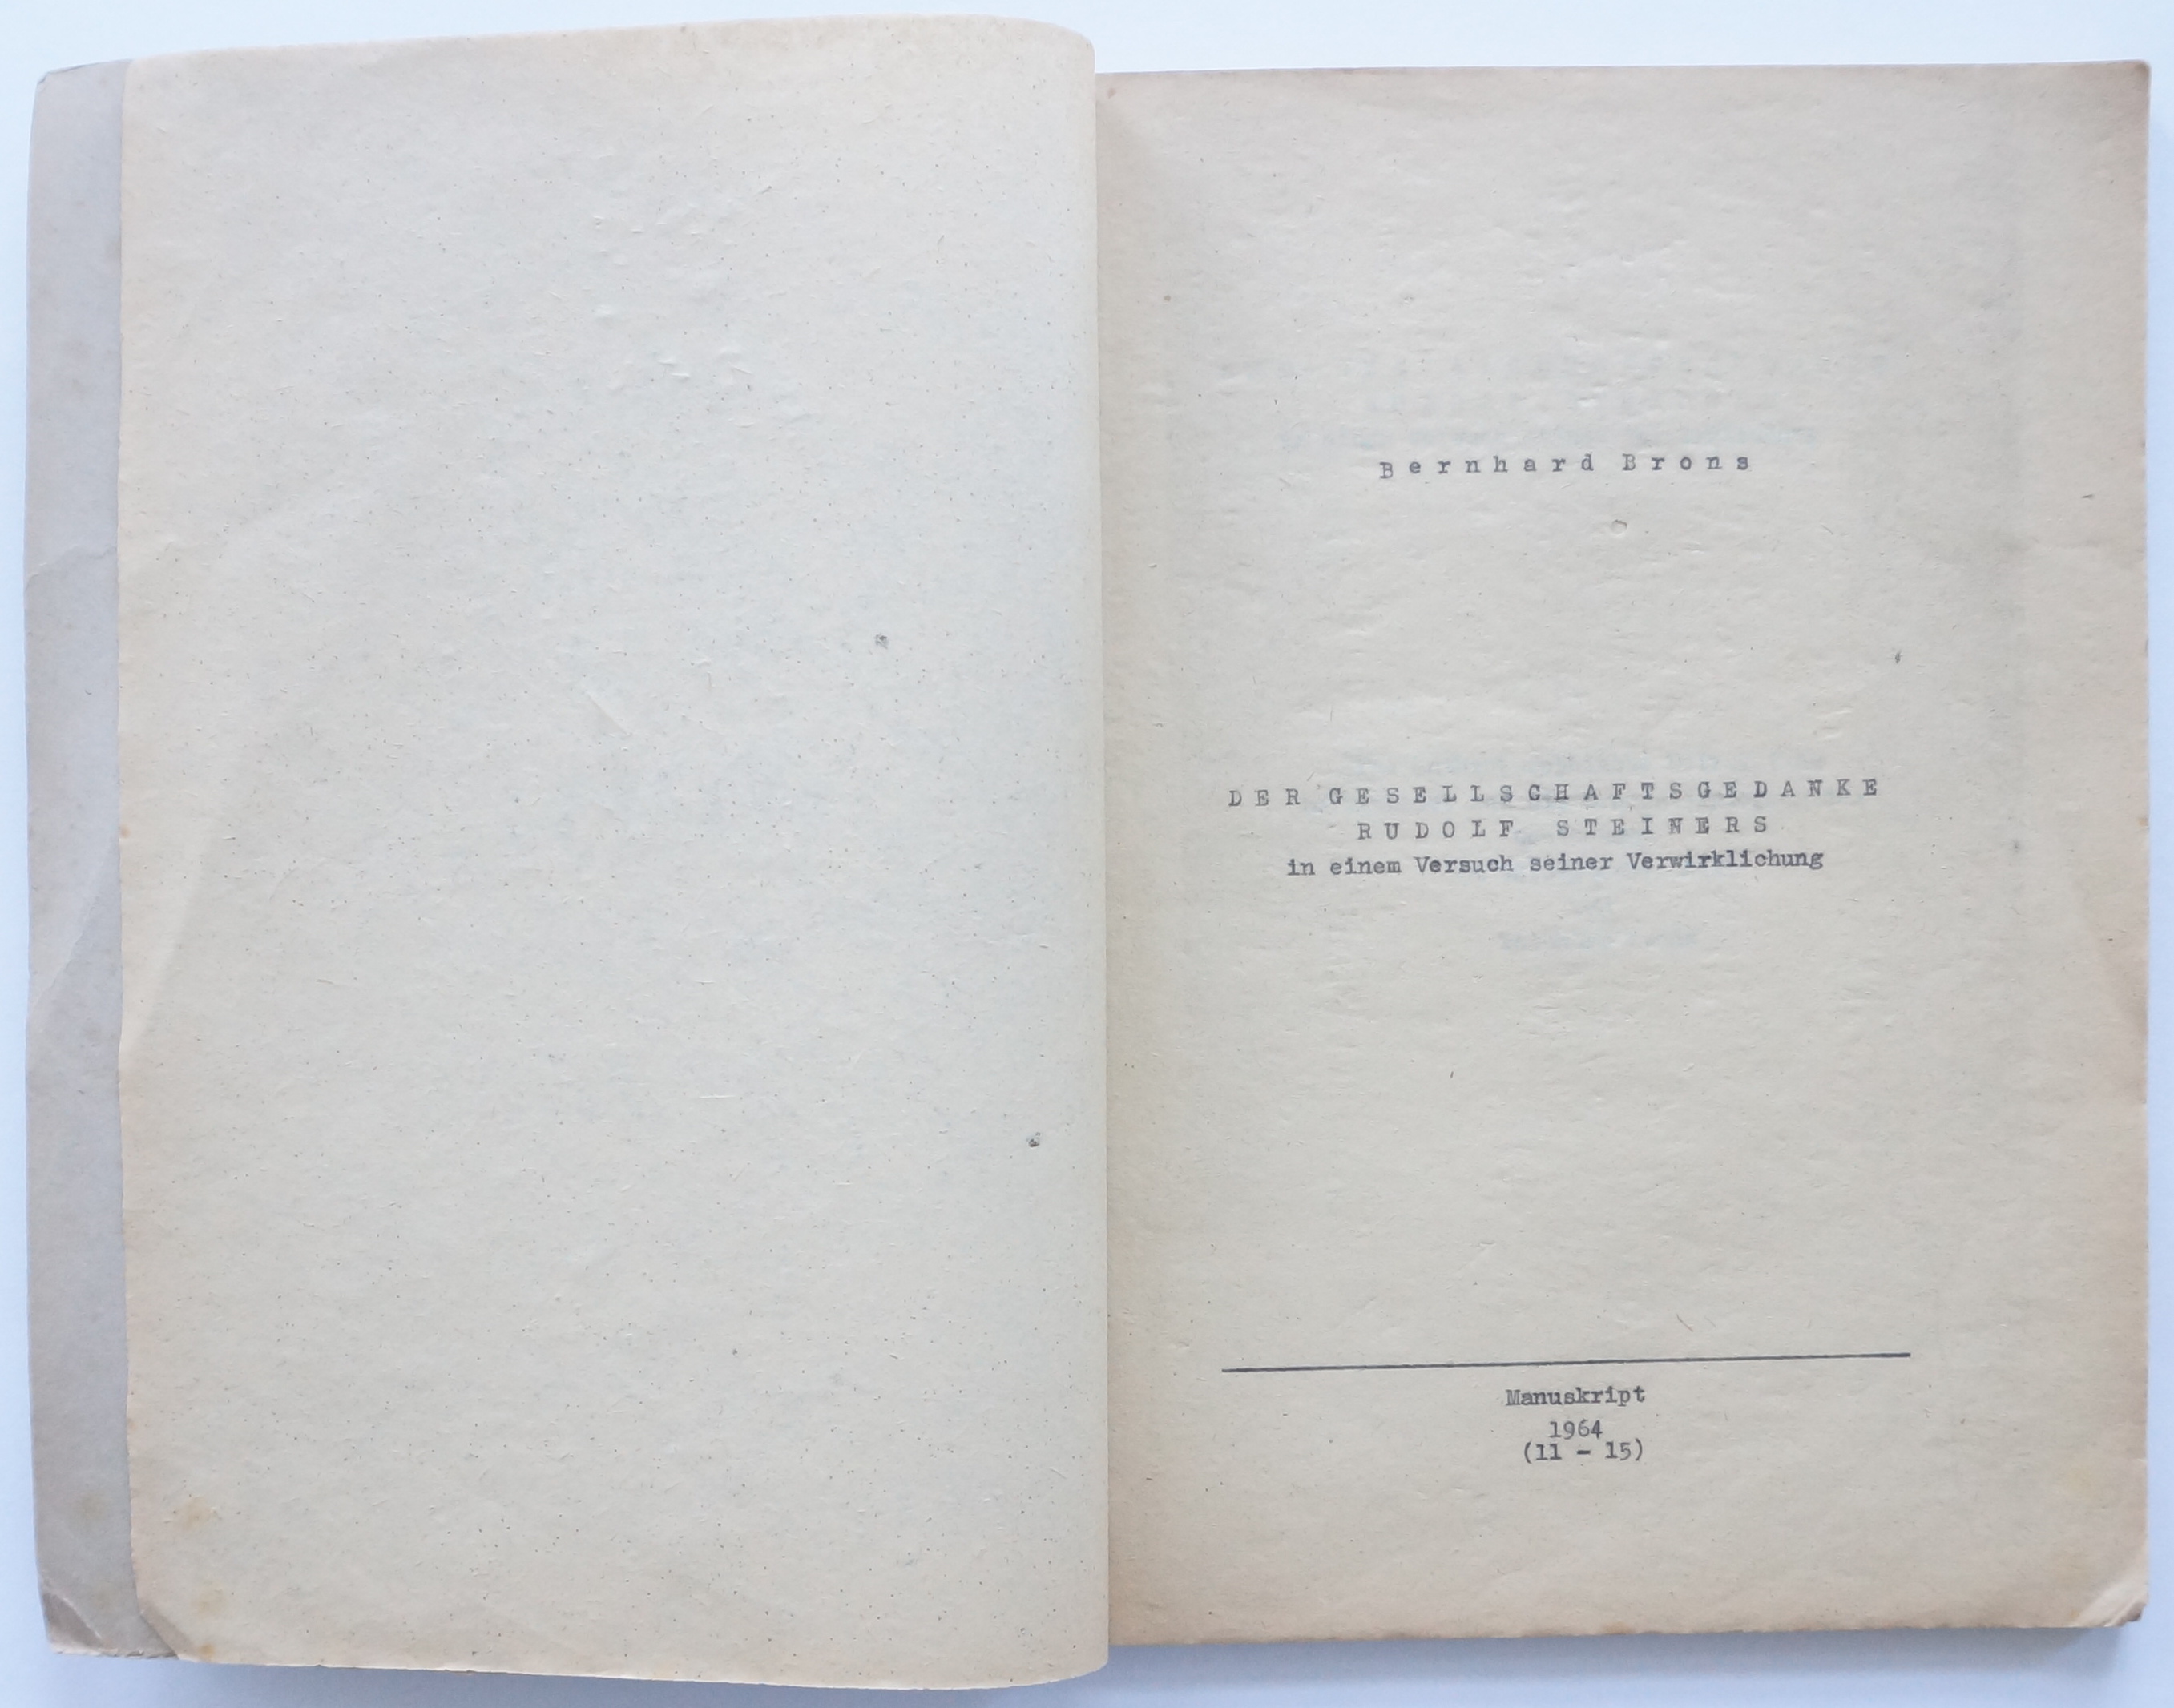 Bernhard Brons
DER GESELLSCHAFTSGEDANKE
RUDOLF STEINERS
in einem Versuch seiner Verwirklichung
Manuskript
1964
(11 - 15)